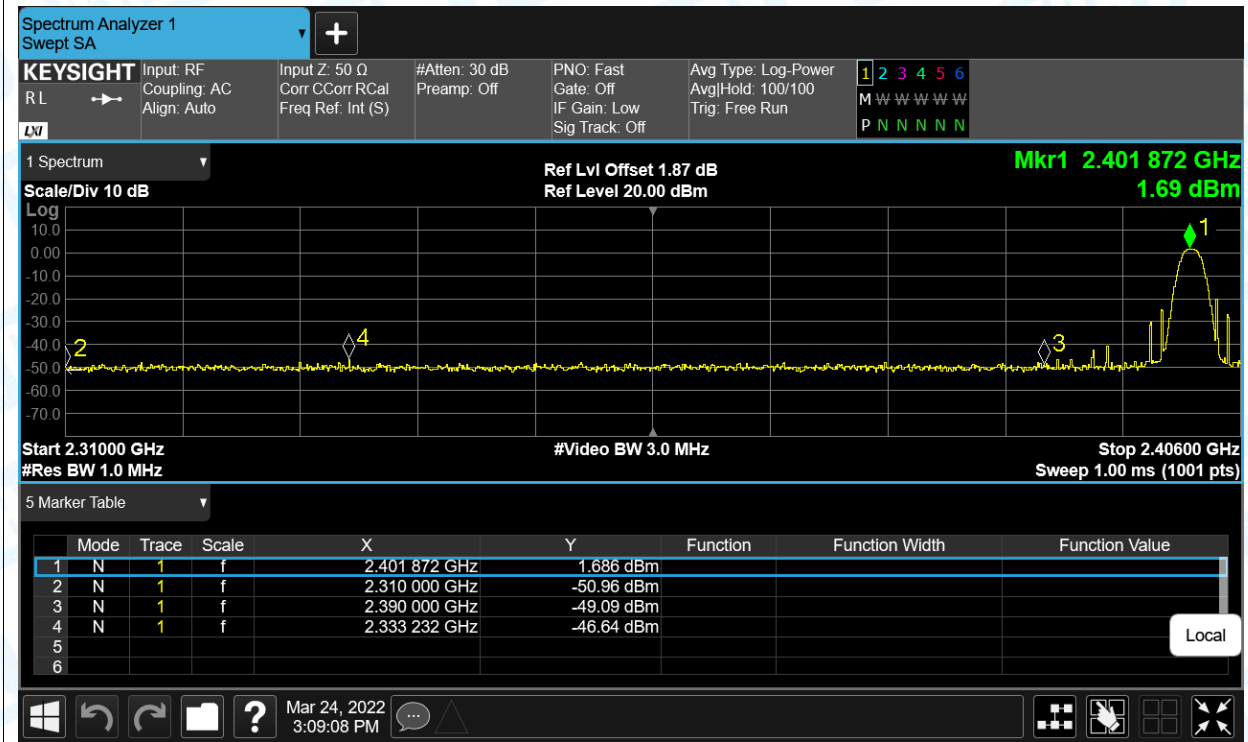 Spectrum Analyzer 1
Swept SA
+
KEYSIGHT Input: RF Input Z: 50 Ω #Atten: 30 dB PNO: Fast Avg Type: Log-Power 1 2 3 4 5 6
R L Coupling: AC Corr CCorr RCal Preamp: Off Gate: Off Avg|Hold: 100/100 M W W W W W W
Align: Auto Freq Ref: Int (S) IF Gain: Low Trig: Free Run
LXI Sig Track: Off P N N N N N N
1 Spectrum Ref Lvl Offset 1.87 dB Mkr1 2.401 872 GHz
Scale/Div 10 dB Ref Level 20.00 dBm 1.69 dBm
Log
10.0 1
0.00
-10.0
-20.0
-30.0
-40.0 2 4 3
-50.0
-60.0
-70.0
Start 2.31000 GHz #Video BW 3.0 MHz Stop 2.40600 GHz
#Res BW 1.0 MHz Sweep 1.00 ms (1001 pts)
5 Marker Table
Mode Trace Scale X Y Function Function Width Function Value
1 N 1 f 2.401 872 GHz 1.686 dBm
2 N 1 f 2.310 000 GHz -50.96 dBm
3 N 1 f 2.390 000 GHz -49.09 dBm
4 N 1 f 2.333 232 GHz -46.64 dBm
5
6
Local
? Mar 24, 2022
3:09:08 PM